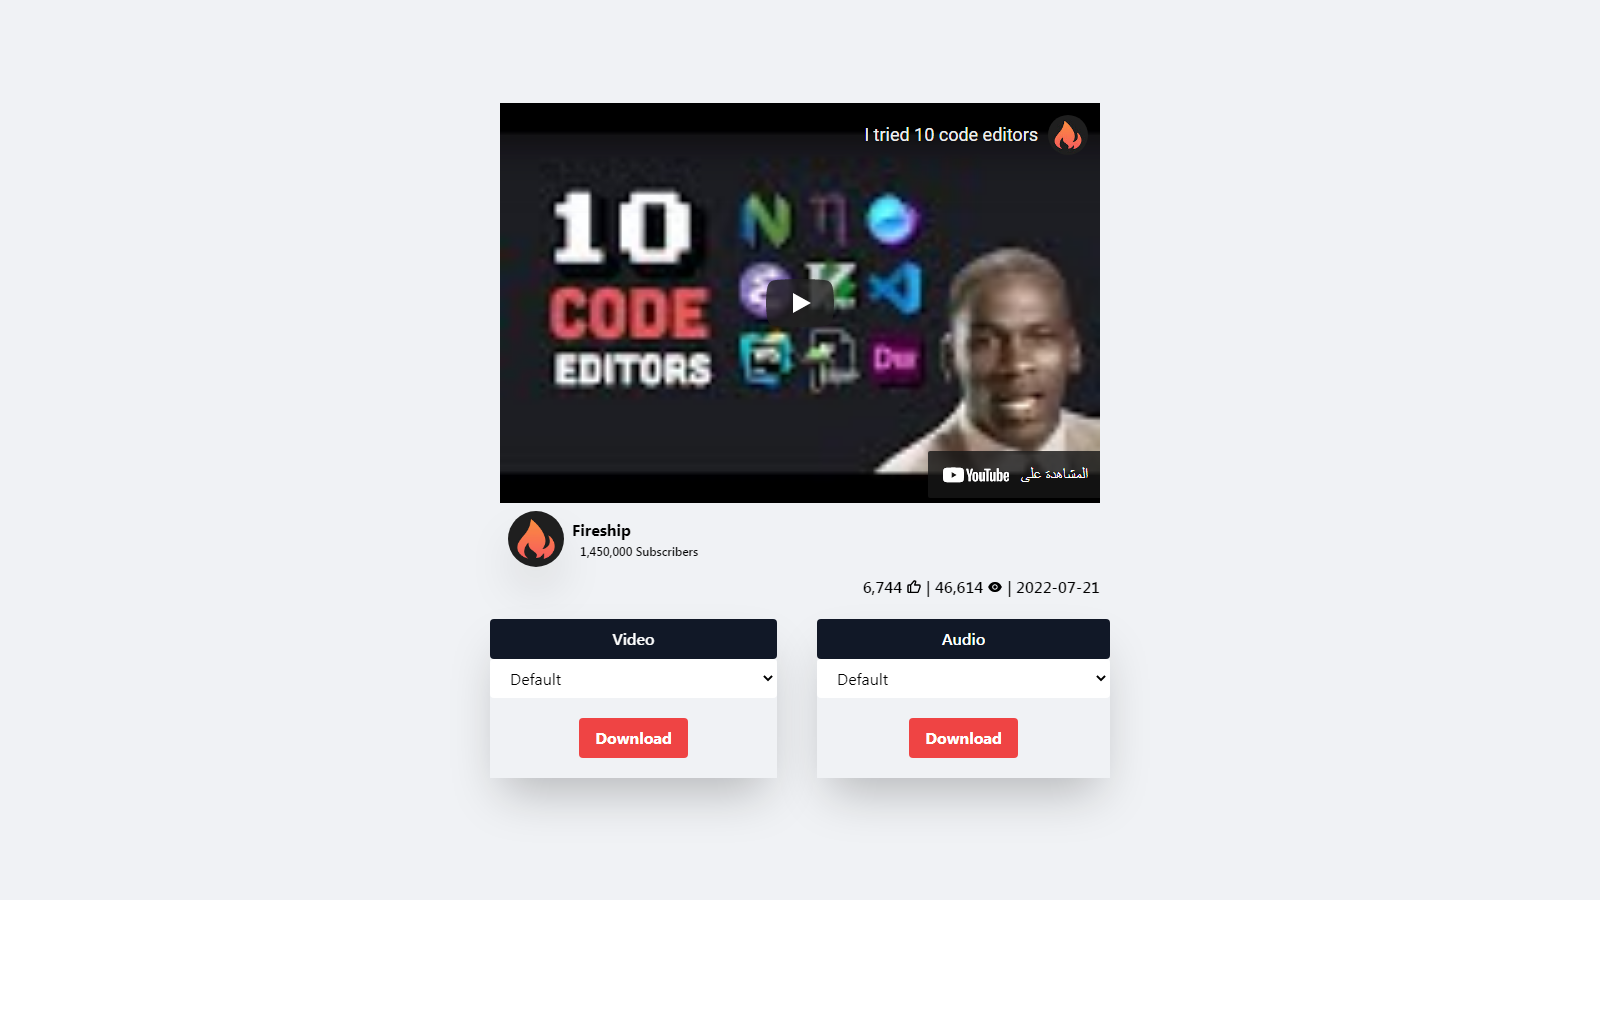 I tried 10 code editors
10
CODE
EDITORS
Dw
YouTube المشاهدة على
Fireship
1,450,000 Subscribers
6,744 | 46,614 | 2022-07-21
Video
Audio
Default
Default
Download
Download